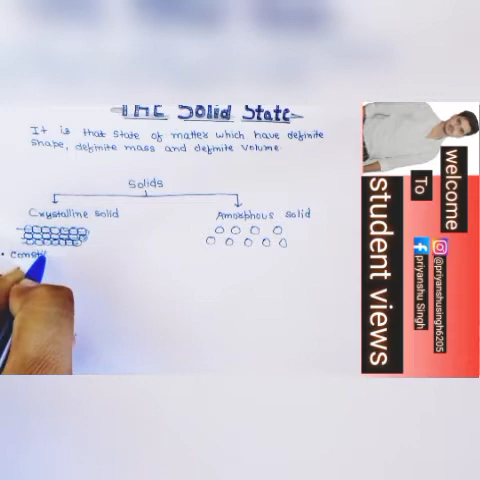 THE Solid State
It is that state of matter which have definite
shape, definite mass and definite volume.
Solids
Crystalline solid
Amorphous solid
• Consti
welcome
To
student views
@priyanshusingh6205
priyanshu Singh